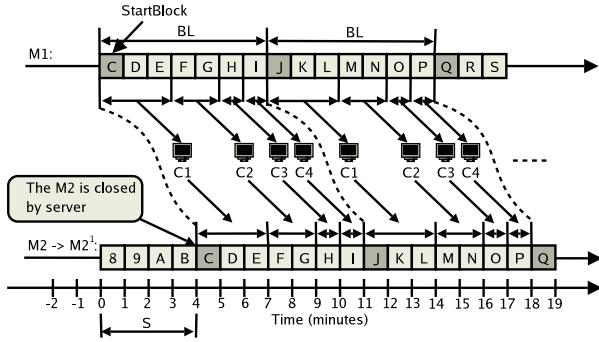 StartBlock
BL BL
M1: C D E F G H I J K L M N O P Q R S
C1 C2 C3 C4 C1 C2 C3 C4
The M2 is closed
by server
M2 -> M2¹: 8 9 A B C D E F G H I J K L M N O P Q
-2 -1 0 1 2 3 4 5 6 7 8 9 10 11 12 13 14 15 16 17 18 19
S Time (minutes)